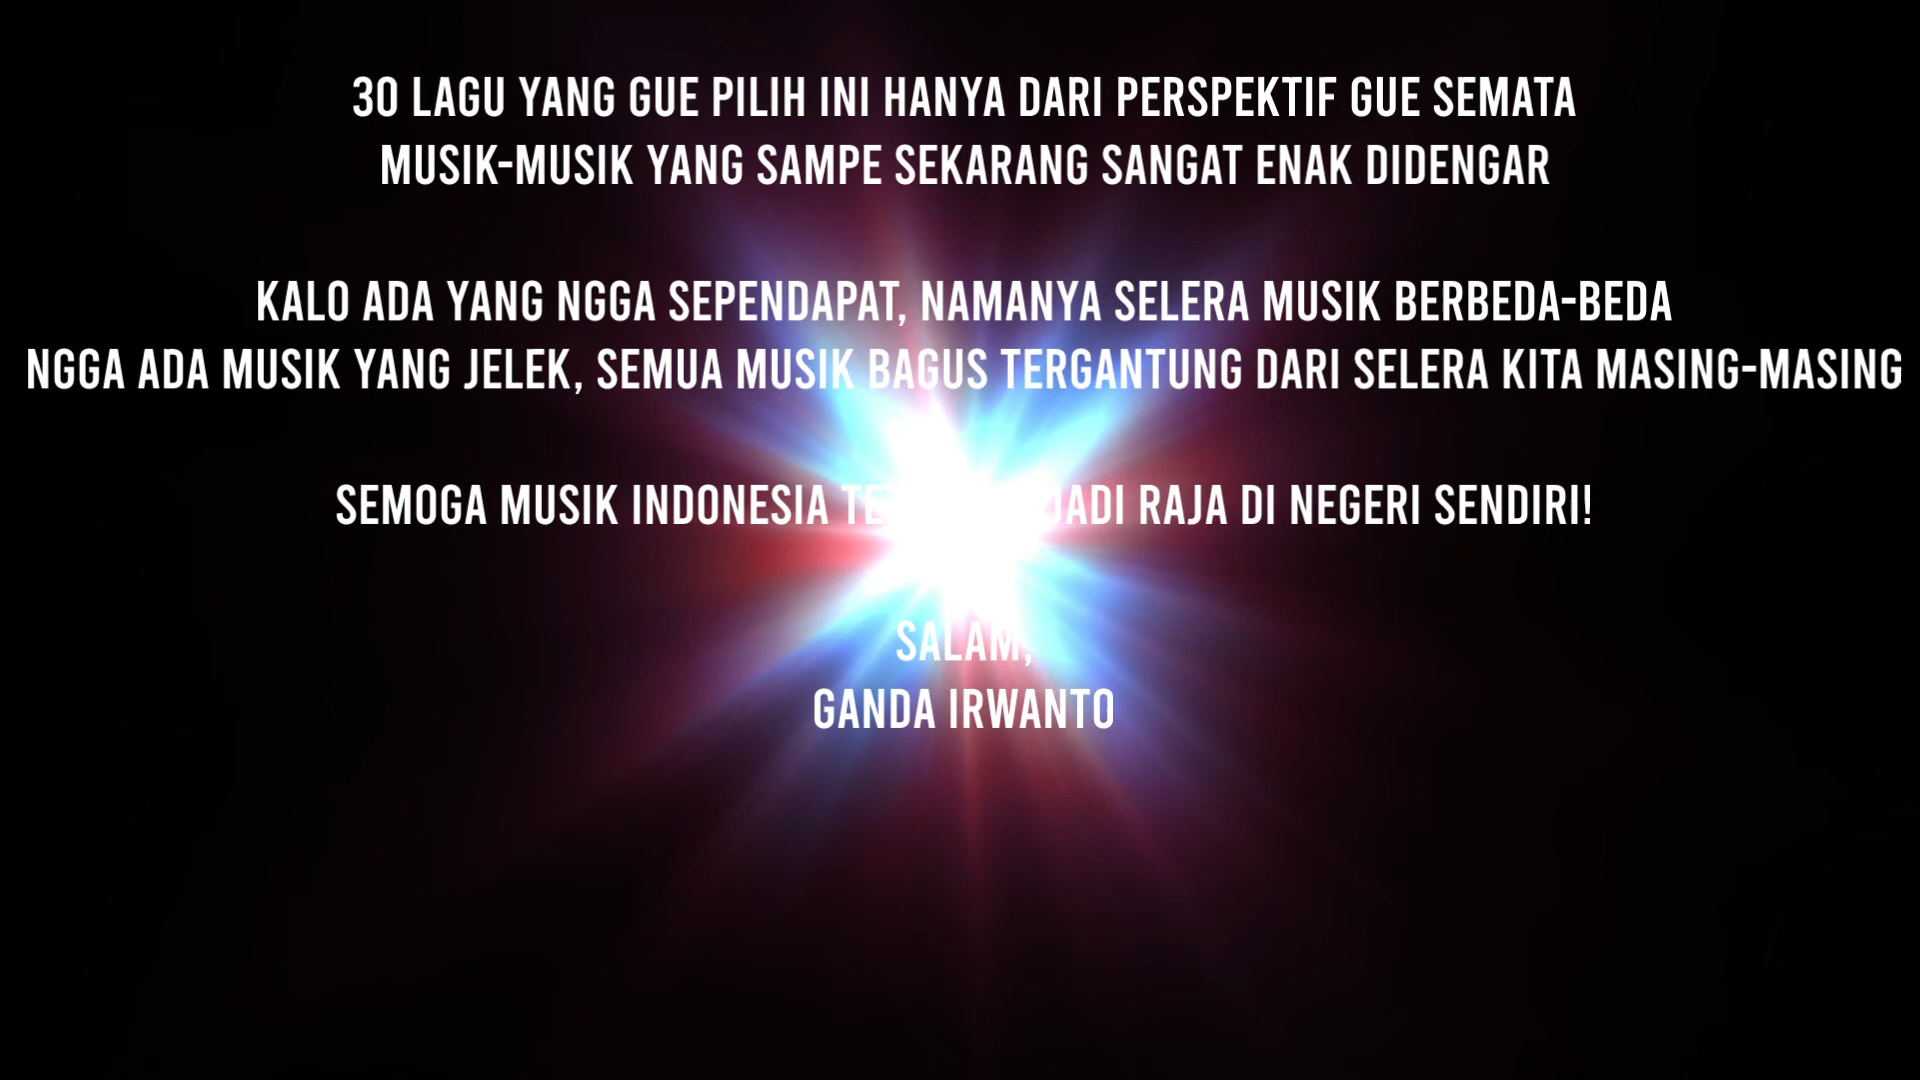 30 LAGU YANG GUE PILIH INI HANYA DARI PERSPEKTIF GUE SEMATA
MUSIK-MUSIK YANG SAMPE SEKARANG SANGAT ENAK DIDENGAR
KALO ADA YANG NGGA SEPENDAPAT, NAMANYA SELERA MUSIK BERBEDA-BEDA
NGGA ADA MUSIK YANG JELEK, SEMUA MUSIK BAGUS TERGANTUNG DARI SELERA KITA MASING-MASING
SEMOGA MUSIK INDONESIA RAJA DI NEGERI SENDIRI!
SALAM,
GANDA IRWANTO